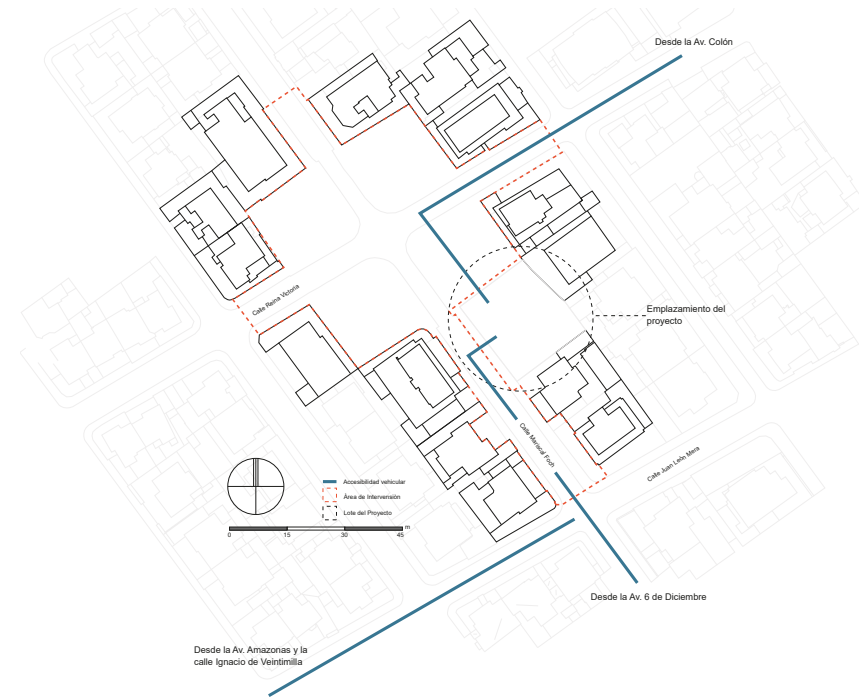 Desde la Av. Colón
Calle Reina Victoria
Emplazamiento del
proyecto
Calle Mariscal Foch
Calle Juan León Mera
Accesibilidad vehicular
Área de Intervención
Lote del Proyecto
0 15 30 45 m
Desde la Av. 6 de Diciembre
Desde la Av. Amazonas y la
calle Ignacio de Veintimilla